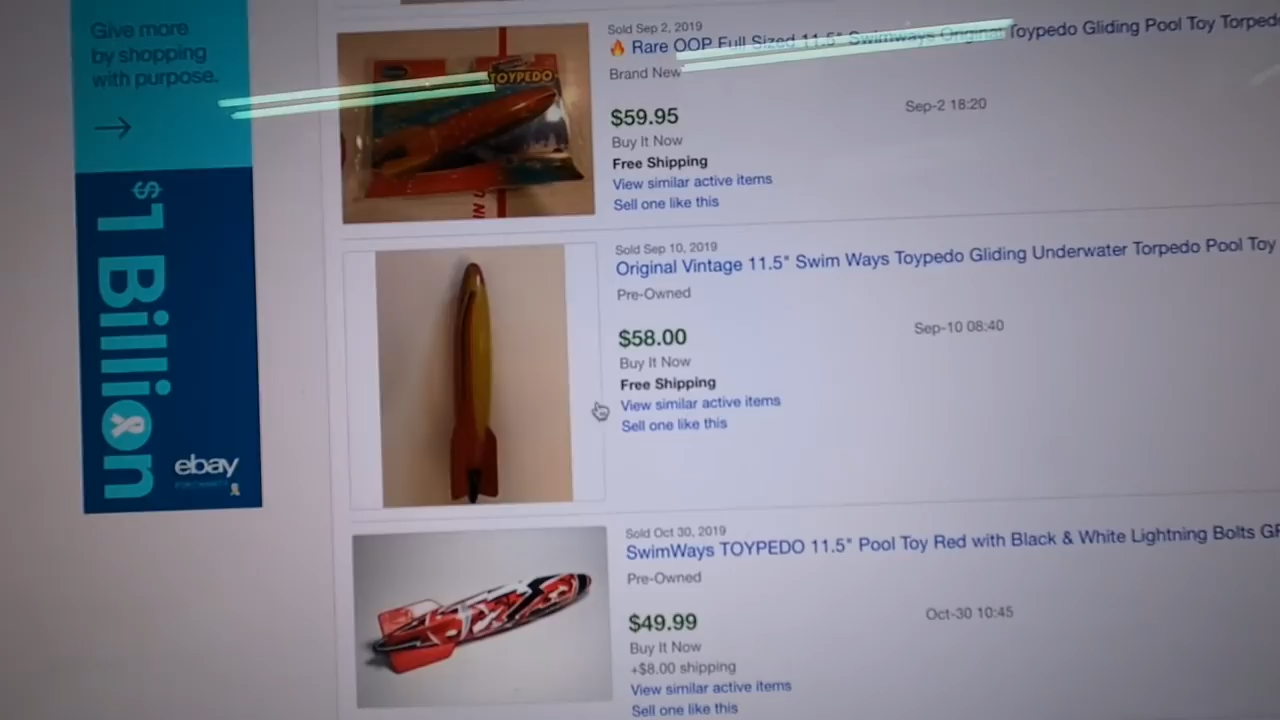 Give more
by shopping
with purpose.
$1 Billion
ebay
TOYPEDO
Sold Sep 2, 2019
Rare OOP Full Sized 11.5" Swimways Original Toypedo Gliding Pool Toy Torped
Brand New
$59.95
Sep-2 18:20
Buy It Now
Free Shipping
View similar active items
Sell one like this
Sold Sep 10, 2019
Original Vintage 11.5" Swim Ways Toypedo Gliding Underwater Torpedo Pool Toy
Pre-Owned
$58.00
Sep-10 08:40
Buy It Now
Free Shipping
View similar active items
Sell one like this
Sold Oct 30, 2019
SwimWays TOYPEDO 11.5" Pool Toy Red with Black & White Lightning Bolts GR
Pre-Owned
$49.99
Oct-30 10:45
Buy It Now
+$8.00 shipping
View similar active items
Sell one like this